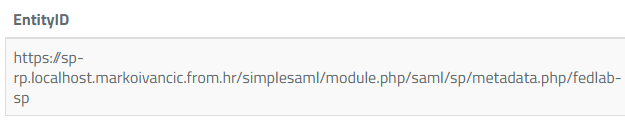 EntityID
https://sp-
rp.localhost.markoivancic.from.hr/simplesaml/module.php/saml/sp/metadata.php/fedlab-
sp